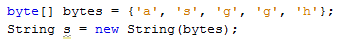 byte[] bytes = {'a', 's', 'g', 'g', 'h'};
String s = new String(bytes);